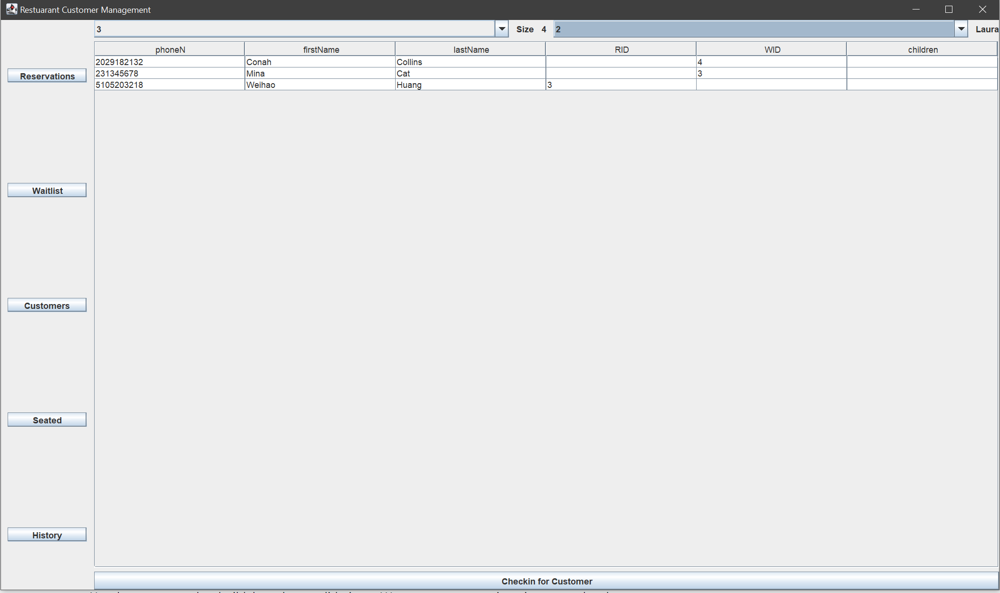 Restuarant Customer Management
3 Size 4 2 Laura
phoneN firstName lastName RID WID children
2029182132 Conah Collins 4
231345678 Mina Cat 3
5105203218 Weihao Huang 3
Reservations
Waitlist
Customers
Seated
History
Checkin for Customer